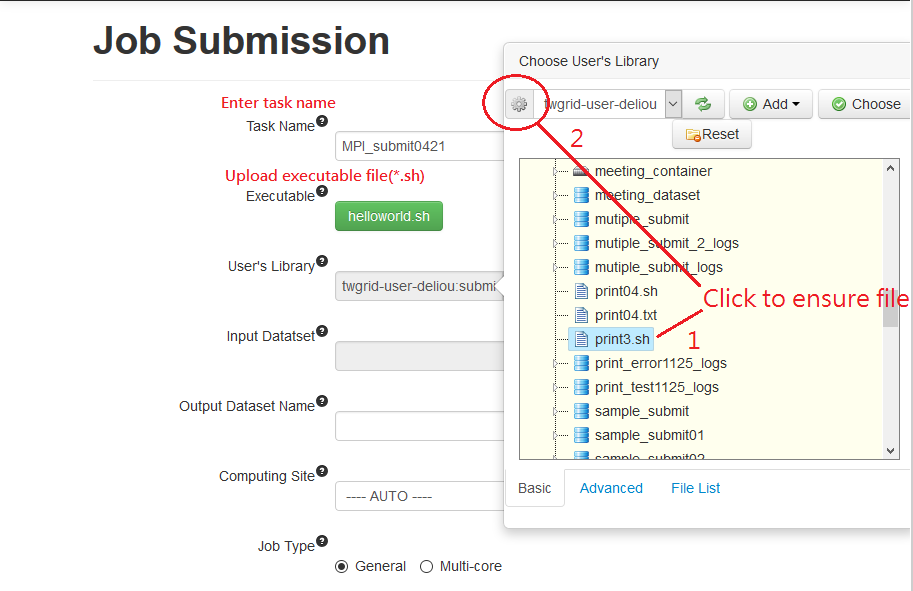 Job Submission
Choose User's Library
Enter task name
twgrid-user-deliou
Add
Choose
Task Name
Reset
MPI_submit0421
2
Upload executable file(*.sh)
Executable
helloworld.sh
meeting_container
meeting_dataset
mutiple_submit
mutiple_submit_2_logs
mutiple_submit_logs
User's Library
twgrid-user-deliou:submi
print04.sh
Click to ensure file
print04.txt
Input Datatset
print3.sh
1
print_error1125_logs
print_test1125_logs
Output Dataset Name
sample_submit
sample_submit01
sample_submit02
Computing Site
---- AUTO ----
Basic
Advanced
File List
Job Type
General
Multi-core